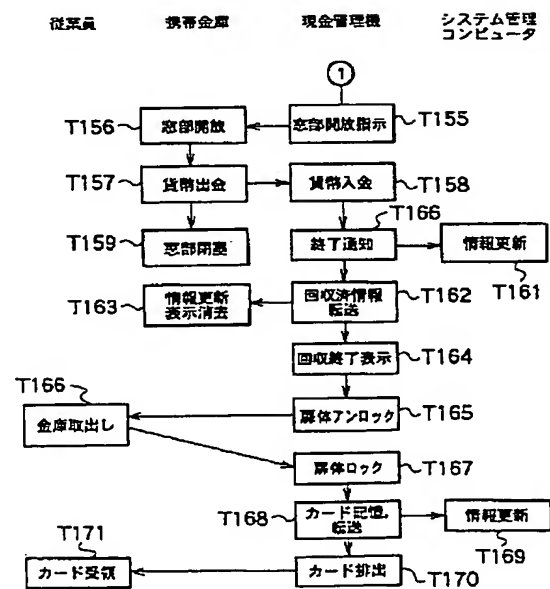 従業員
携帯金庫
現金管理機
システム管理
コンピュータ
1
T156
窓部開放
窓部開放指示
T155
T157
貨幣出金
貨幣入金
T158
T159
窓部閉塞
終了通知
T166
情報更新
T161
T163
情報更新
表示消去
回収済情報
転送
T162
回収終了表示
T164
T166
金庫取出し
扉体アンロック
T165
扉体ロック
T167
T168
カード記憶,
転送
情報更新
T169
T171
カード受領
カード排出
T170